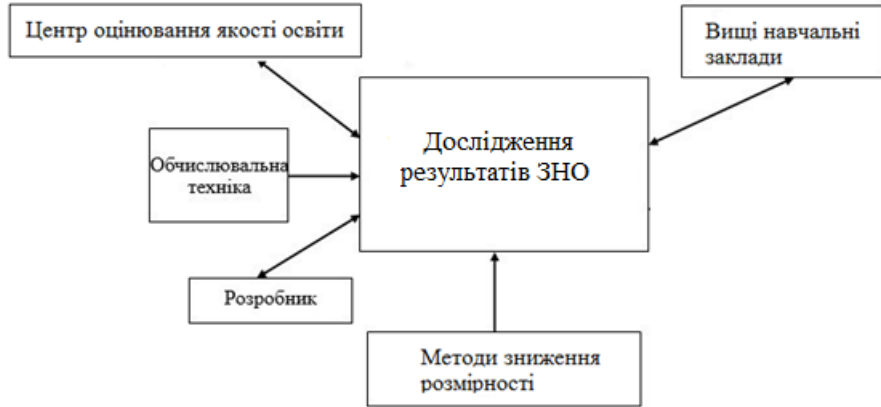 Центр оцінювання якості освіти
Вищі навчальні
заклади
Дослідження
результатів ЗНО
Обчислювальна
техніка
Розробник
Методи зниження
розмірності